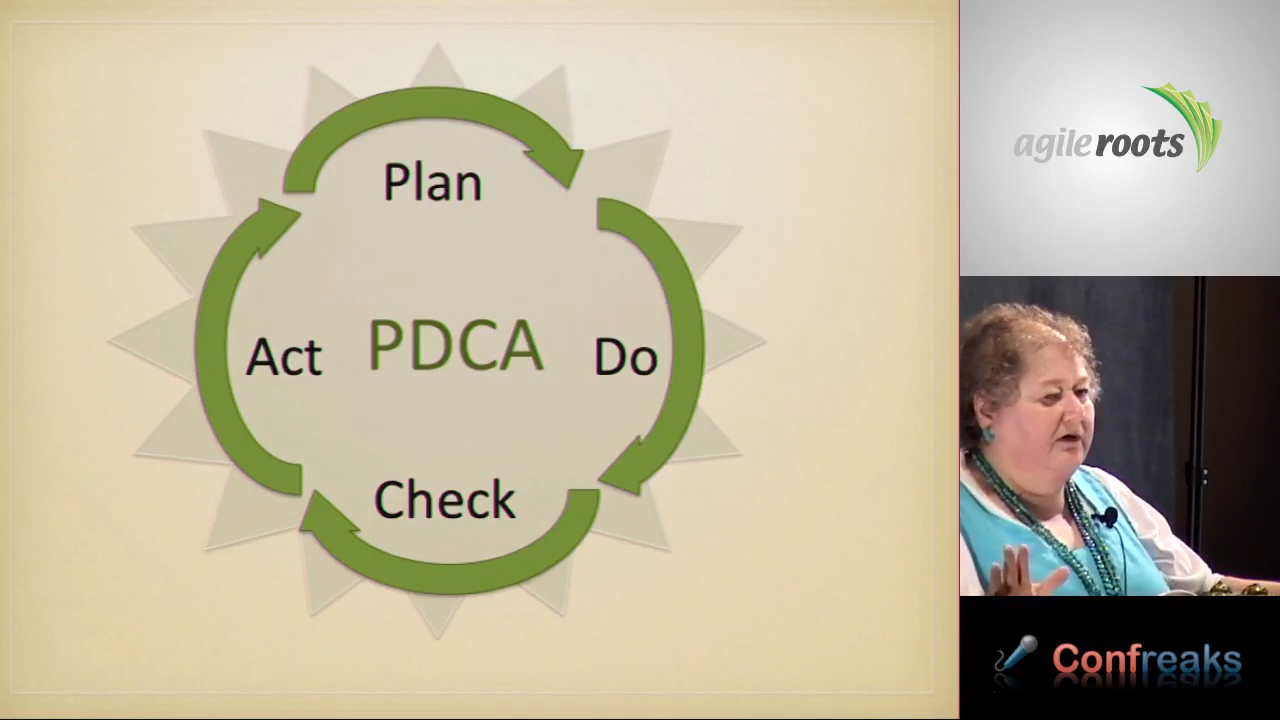 Plan
Act PDCA Do
Check
agile roots
Confreaks